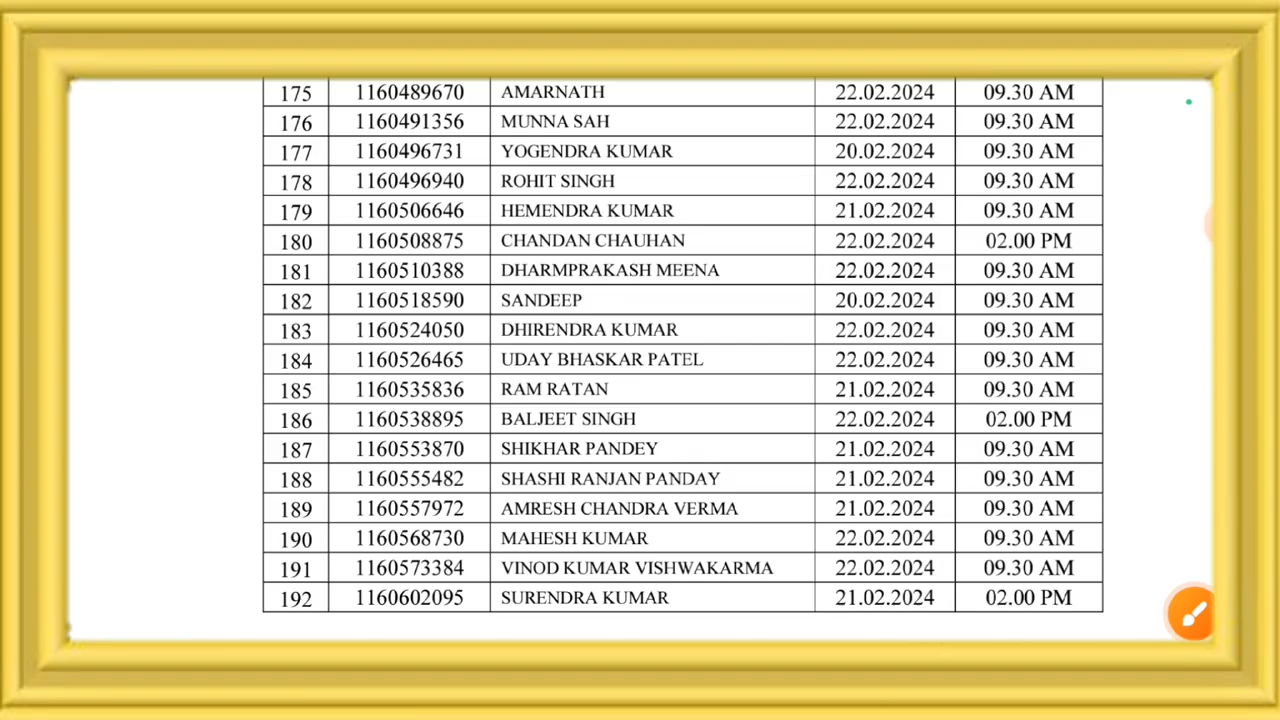 175 1160489670 AMARNATH 22.02.2024 09.30 AM
176 1160491356 MUNNA SAH 22.02.2024 09.30 AM
177 1160496731 YOGENDRA KUMAR 20.02.2024 09.30 AM
178 1160496940 ROHIT SINGH 22.02.2024 09.30 AM
179 1160506646 HEMENDRA KUMAR 21.02.2024 09.30 AM
180 1160508875 CHANDAN CHAUHAN 22.02.2024 02.00 PM
181 1160510388 DHARMPRAKASH MEENA 22.02.2024 09.30 AM
182 1160518590 SANDEEP 20.02.2024 09.30 AM
183 1160524050 DHIRENDRA KUMAR 22.02.2024 09.30 AM
184 1160526465 UDAY BHASKAR PATEL 22.02.2024 09.30 AM
185 1160535836 RAM RATAN 21.02.2024 09.30 AM
186 1160538895 BALJEET SINGH 22.02.2024 02.00 PM
187 1160553870 SHIKHAR PANDEY 21.02.2024 09.30 AM
188 1160555482 SHASHI RANJAN PANDAY 21.02.2024 09.30 AM
189 1160557972 AMRESH CHANDRA VERMA 21.02.2024 09.30 AM
190 1160568730 MAHESH KUMAR 22.02.2024 09.30 AM
191 1160573384 VINOD KUMAR VISHWAKARMA 22.02.2024 09.30 AM
192 1160602095 SURENDRA KUMAR 21.02.2024 02.00 PM